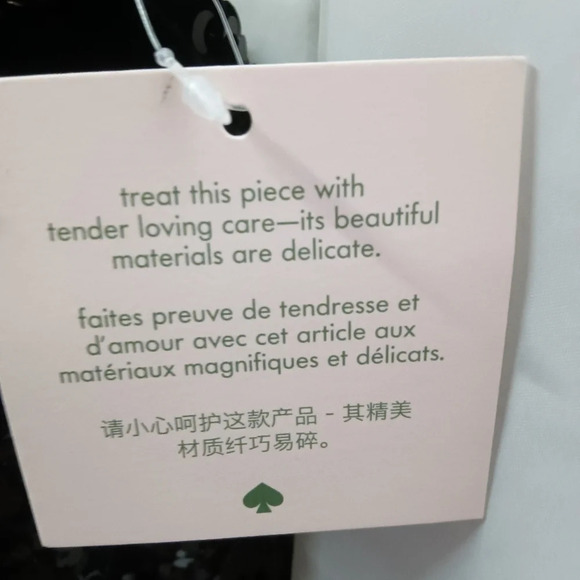 treat this piece with
tender loving care—its beautiful
materials are delicate.
faites preuve de tendresse et
d'amour avec cet article aux
matériaux magnifiques et délicats.
请小心呵护这款产品 - 其精美
材质纤巧易碎。